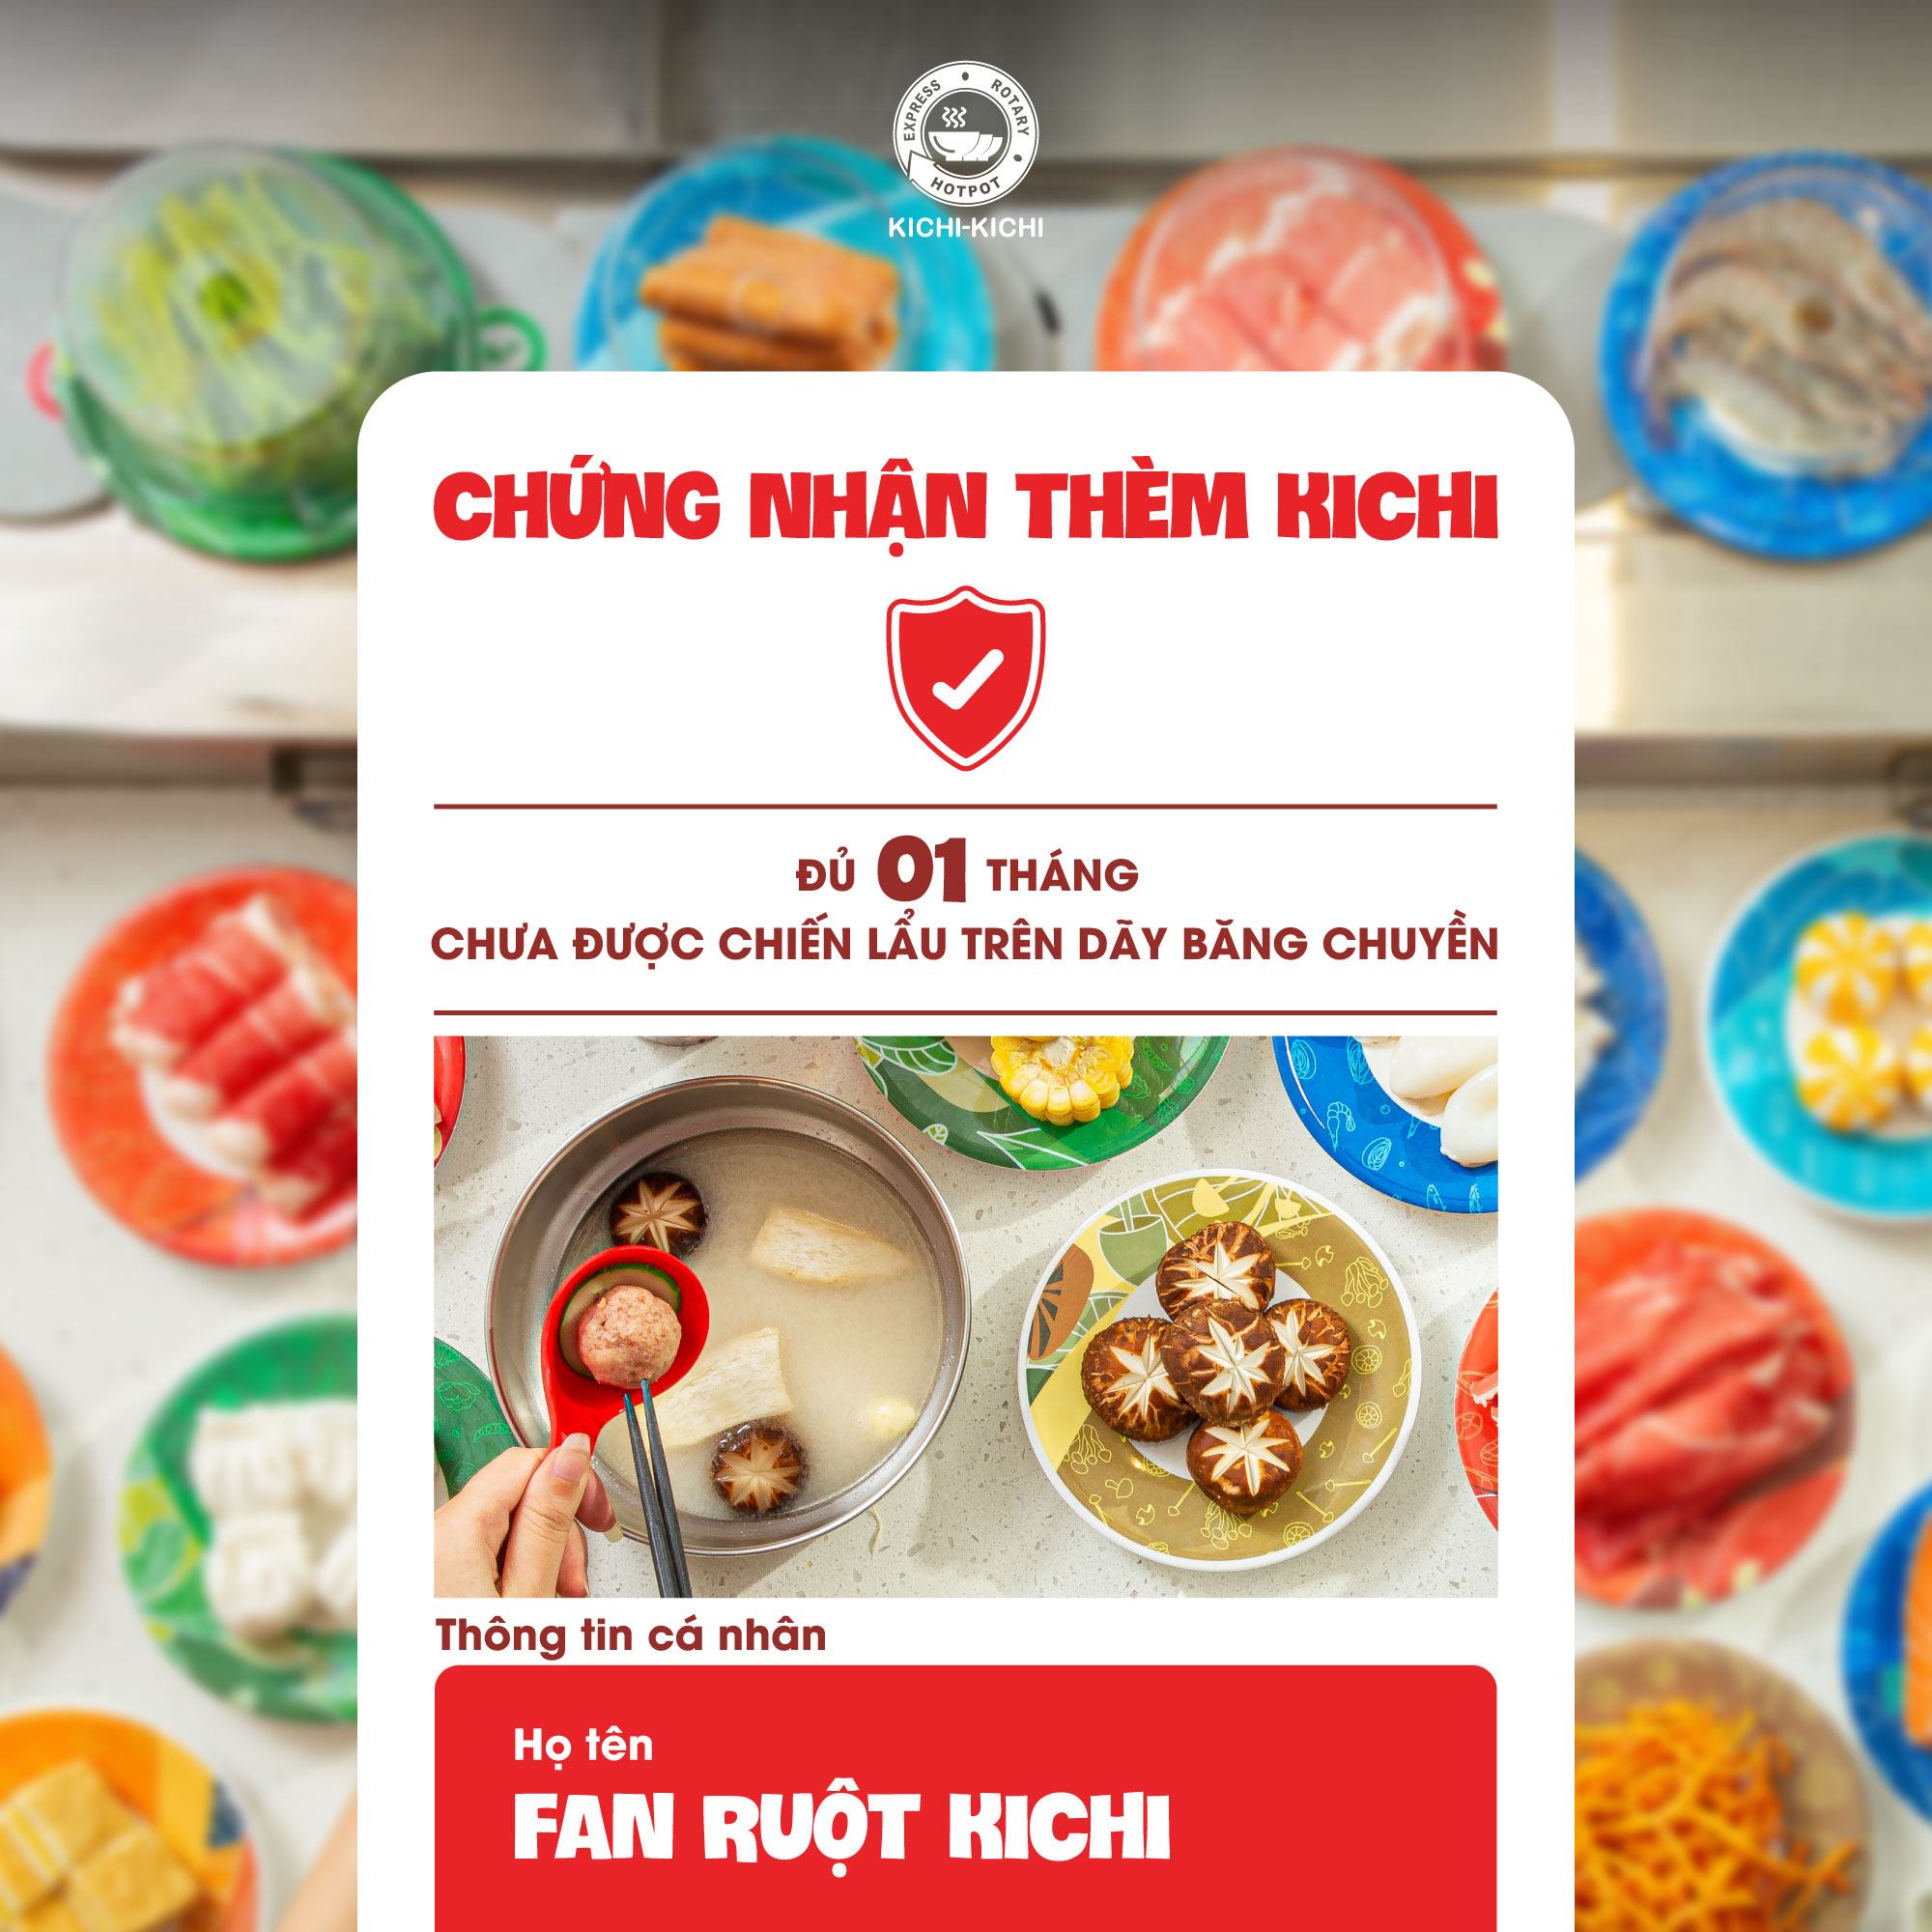 EXPRESS • ROTARY • HOTPOT
KICHI-KICHI
CHỨNG NHẬN THÈM KICHI
ĐỦ 01 THÁNG
CHƯA ĐƯỢC CHIẾN LẨU TRÊN DÃY BĂNG CHUYỀN
Thông tin cá nhân
Họ tên
FAN RUỘT KICHI